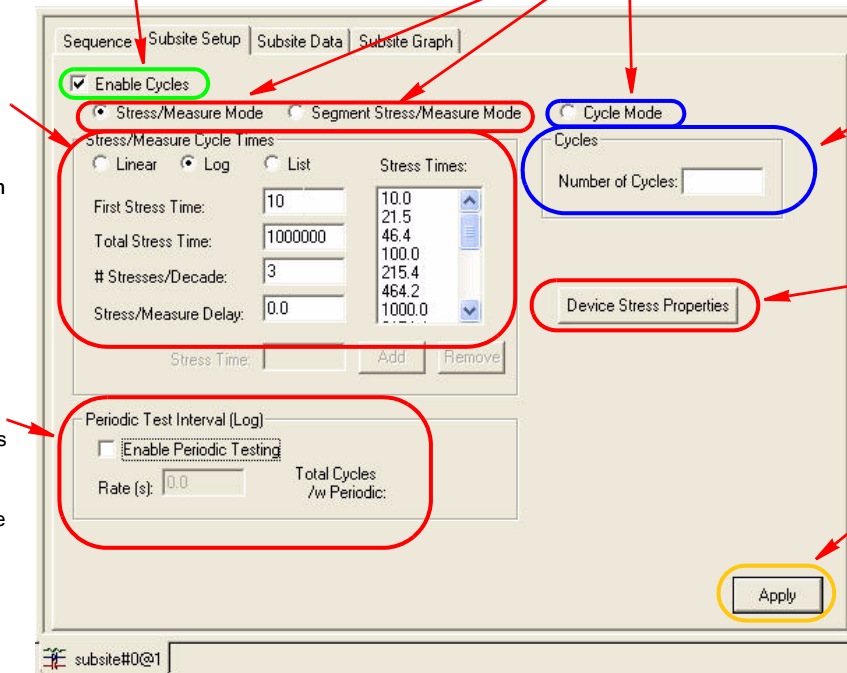 Sequence Subsite Setup Subsite Data Subsite Graph
Enable Cycles
Stress/Measure Mode Segment Stress/Measure Mode Cycle Mode
Stress/Measure Cycle Times
Linear Log List Stress Times:
Cycles
Number of Cycles:
n
First Stress Time: 10
Total Stress Time: 1000000
# Stresses/Decade: 3
Stress/Measure Delay: 0.0
10.0
21.5
46.4
100.0
215.4
464.2
1000.0
Device Stress Properties
Stress Time: Add Remove
Periodic Test Interval (Log)
s
Enable Periodic Testing
Rate (s): 0.0
Total Cycles
/w Periodic:
e
Apply
subsite#0@1